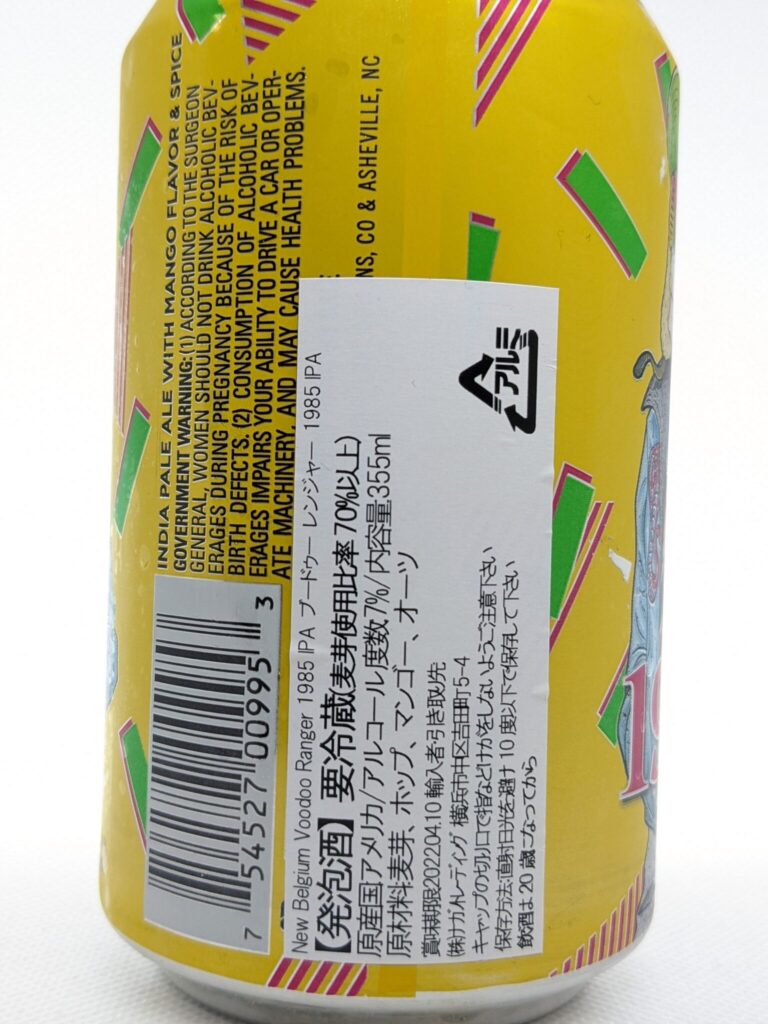 INDIA PALE ALE WITH MANGO FLAVOR & SPICE
GOVERNMENT WARNING: (1) ACCORDING TO THE SURGEON
GENERAL, WOMEN SHOULD NOT DRINK ALCOHOLIC BEV-
ERAGES DURING PREGNANCY BECAUSE OF THE RISK OF
BIRTH DEFECTS. (2) CONSUMPTION OF ALCOHOLIC BEV-
ERAGES IMPAIRS YOUR ABILITY TO DRIVE A CAR OR OPER-
ATE MACHINERY, AND MAY CAUSE HEALTH PROBLEMS.
NS, CO & ASHEVILLE, NC
7 54527 00995 3
New Belgium Voodoo Ranger 1985 IPA ブードゥー レンジャー 1985 IPA
【発泡酒】要冷蔵(麦芽使用比率 70%以上)
原産国:アメリカ/アルコール度数 7%/内容量:355ml
原材料:麦芽、ホップ、マンゴー、オーツ
賞味期限:2022.04.10 輸入者・引き取り先
(株)ナガノトレーディング 横浜市中区吉田町 5-4
キャップの切り口で指などけがをしないようご注意下さい
保存方法:直射日光を避け 10 度以下で保存して下さい
飲酒は 20 歳になってから
アルミ